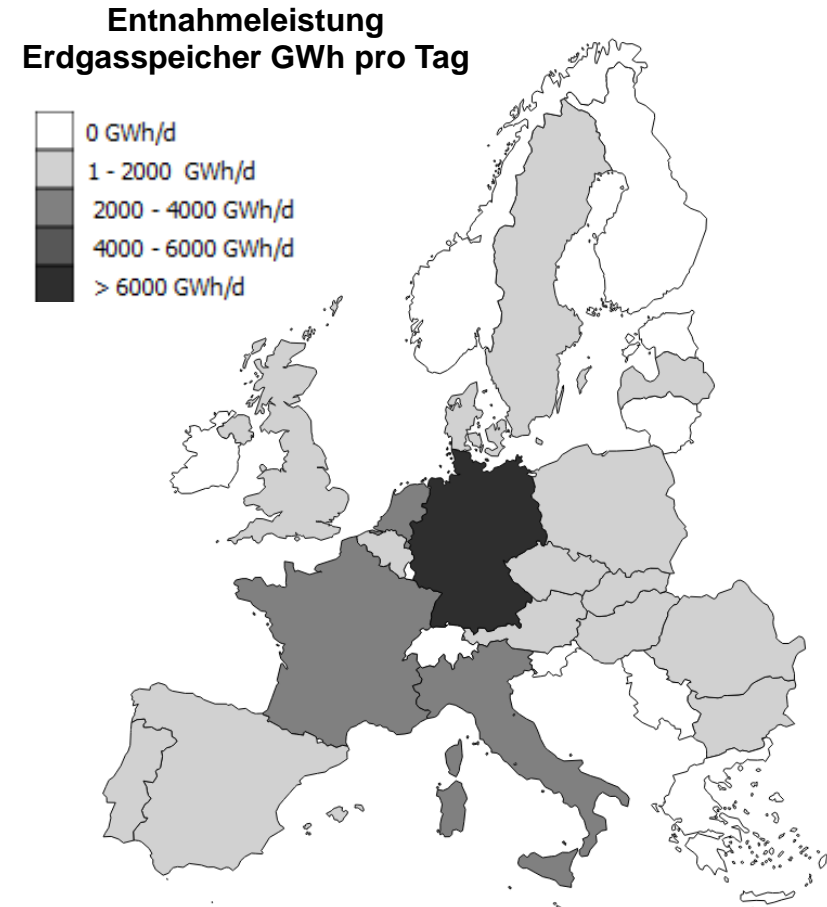 Entnahmeleistung
Erdgasspeicher GWh pro Tag
0 GWh/d
1 - 2000 GWh/d
2000 - 4000 GWh/d
4000 - 6000 GWh/d
> 6000 GWh/d